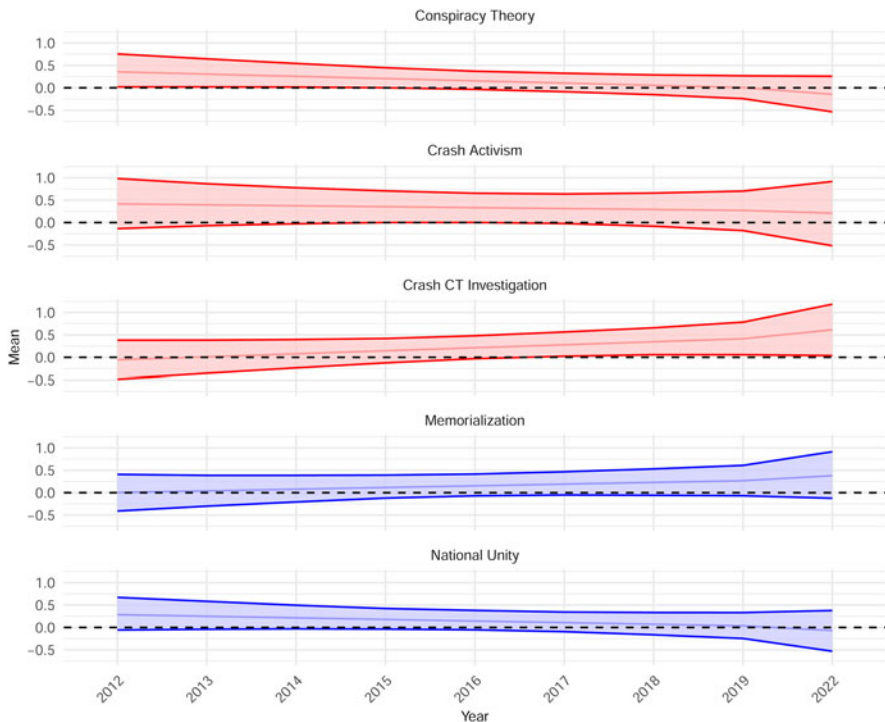 Conspiracy Theory
1.0
0.5
0.0
−0.5
Crash Activism
1.0
0.5
0.0
−0.5
Crash CT Investigation
1.0
0.5
0.0
−0.5
Mean
Memorialization
1.0
0.5
0.0
−0.5
National Unity
1.0
0.5
0.0
−0.5
2012 2013 2014 2015 2016 2017 2018 2019 2022
Year